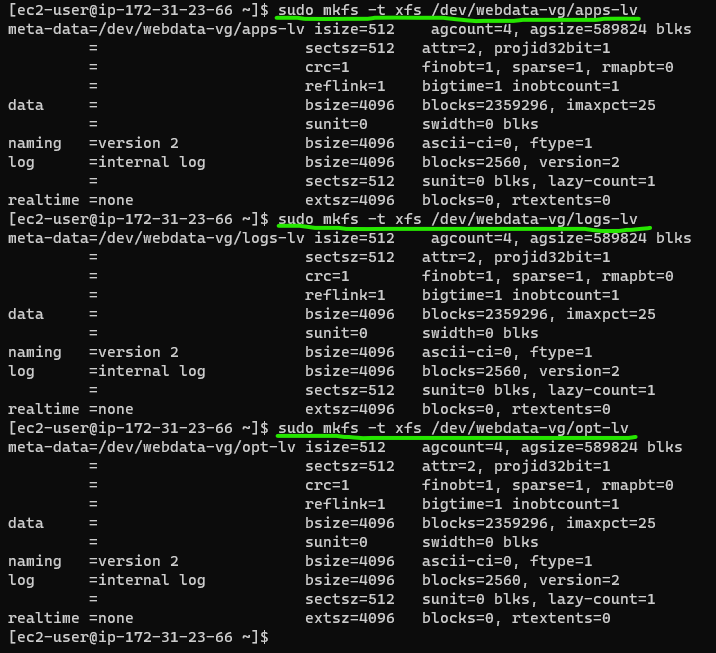 [ec2-user@ip-172-31-23-66 ~]$ sudo mkfs -t xfs /dev/webdata-vg/apps-lv
meta-data=/dev/webdata-vg/apps-lv isize=512    agcount=4, agsize=589824 blks
         =                       sectsz=512   attr=2, projid32bit=1
         =                       crc=1        finobt=1, sparse=1, rmapbt=0
         =                       reflink=1    bigtime=1 inobtcount=1
data     =                       bsize=4096   blocks=2359296, imaxpct=25
         =                       sunit=0      swidth=0 blks
naming   =version 2              bsize=4096   ascii-ci=0, ftype=1
log      =internal log           bsize=4096   blocks=2560, version=2
         =                       sectsz=512   sunit=0 blks, lazy-count=1
realtime =none                   extsz=4096   blocks=0, rtextents=0
[ec2-user@ip-172-31-23-66 ~]$ sudo mkfs -t xfs /dev/webdata-vg/logs-lv
meta-data=/dev/webdata-vg/logs-lv isize=512    agcount=4, agsize=589824 blks
         =                       sectsz=512   attr=2, projid32bit=1
         =                       crc=1        finobt=1, sparse=1, rmapbt=0
         =                       reflink=1    bigtime=1 inobtcount=1
data     =                       bsize=4096   blocks=2359296, imaxpct=25
         =                       sunit=0      swidth=0 blks
naming   =version 2              bsize=4096   ascii-ci=0, ftype=1
log      =internal log           bsize=4096   blocks=2560, version=2
         =                       sectsz=512   sunit=0 blks, lazy-count=1
realtime =none                   extsz=4096   blocks=0, rtextents=0
[ec2-user@ip-172-31-23-66 ~]$ sudo mkfs -t xfs /dev/webdata-vg/opt-lv
meta-data=/dev/webdata-vg/opt-lv isize=512    agcount=4, agsize=589824 blks
         =                       sectsz=512   attr=2, projid32bit=1
         =                       crc=1        finobt=1, sparse=1, rmapbt=0
         =                       reflink=1    bigtime=1 inobtcount=1
data     =                       bsize=4096   blocks=2359296, imaxpct=25
         =                       sunit=0      swidth=0 blks
naming   =version 2              bsize=4096   ascii-ci=0, ftype=1
log      =internal log           bsize=4096   blocks=2560, version=2
         =                       sectsz=512   sunit=0 blks, lazy-count=1
realtime =none                   extsz=4096   blocks=0, rtextents=0
[ec2-user@ip-172-31-23-66 ~]$